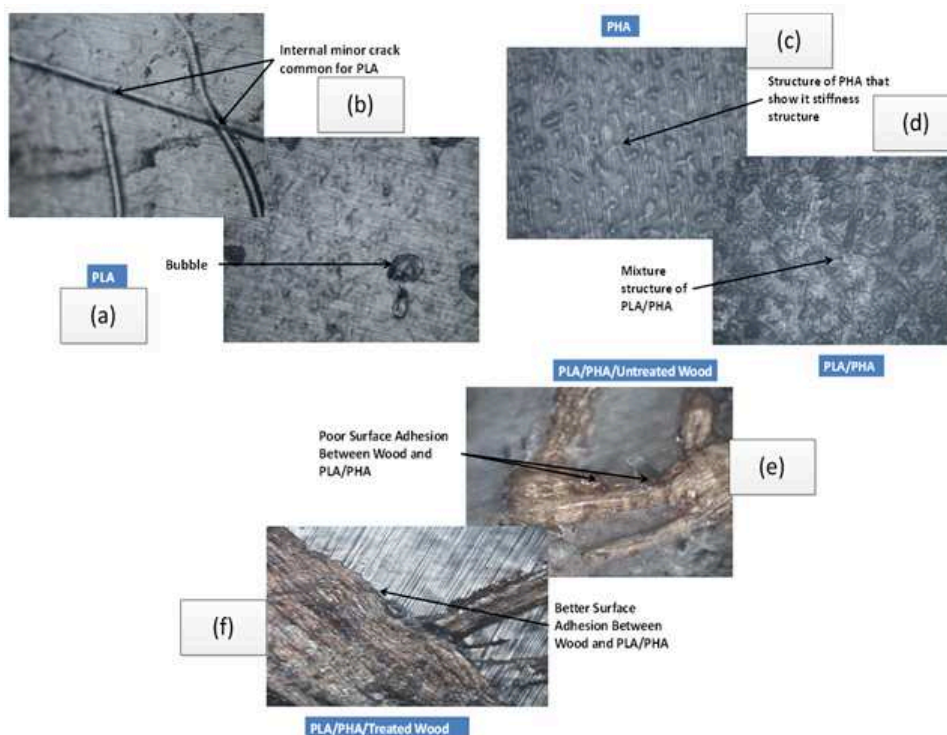 Internal minor crack
common for PLA
(b)
Bubble
PLA
(a)
PHA
(c)
Structure of PHA that
show it stiffness
structure
(d)
Mixture
structure of
PLA/PHA
PLA/PHA
PLA/PHA/Untreated Wood
Poor Surface Adhesion
Between Wood and
PLA/PHA
(e)
(f)
Better Surface
Adhesion Between
Wood and PLA/PHA
PLA/PHA/Treated Wood